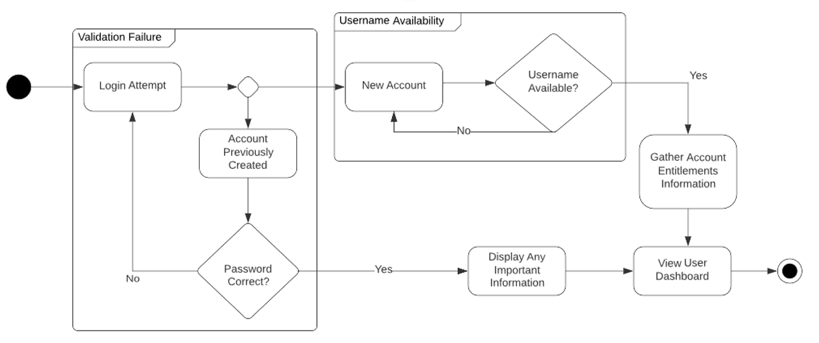 Username Availability
Validation Failure
Login Attempt
New Account
Username
Available?
Yes
No
Account
Previously
Created
Gather Account
Entitlements
Information
Password
Correct?
No
Yes
Display Any
Important
Information
View User
Dashboard